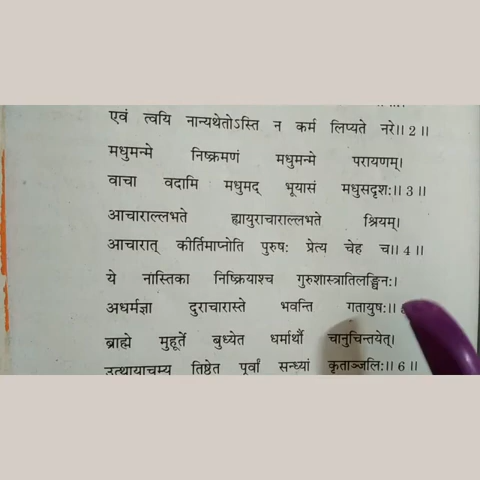 एवं त्वयि नान्यथेतोऽस्ति न कर्म लिप्यते नरे।। 2 ।।
मधुमन्मे निष्क्रमणं मधुमन्मे परायणम्।
वाचा वदामि मधुमद् भूयासं मधुसदृशः।। 3 ।।
आचाराल्लभते ह्यायुराचाराल्लभते श्रियम्।
आचारात् कीर्तिमाप्नोति पुरुषः प्रेत्य चेह च।। 4 ।।
ये नास्तिका निष्क्रियाश्च गुरुशास्त्रातिलङ्घिनः।
अधर्मज्ञा दुराचारास्ते भवन्ति गतायुषः।।
ब्राह्मे मुहूर्ते बुध्येत धर्मार्थौ चानुचिन्तयेत्।
उत्थायाचम्य तिष्ठेत पूर्वां सन्ध्यां कृताञ्जलिः।। 6 ।।